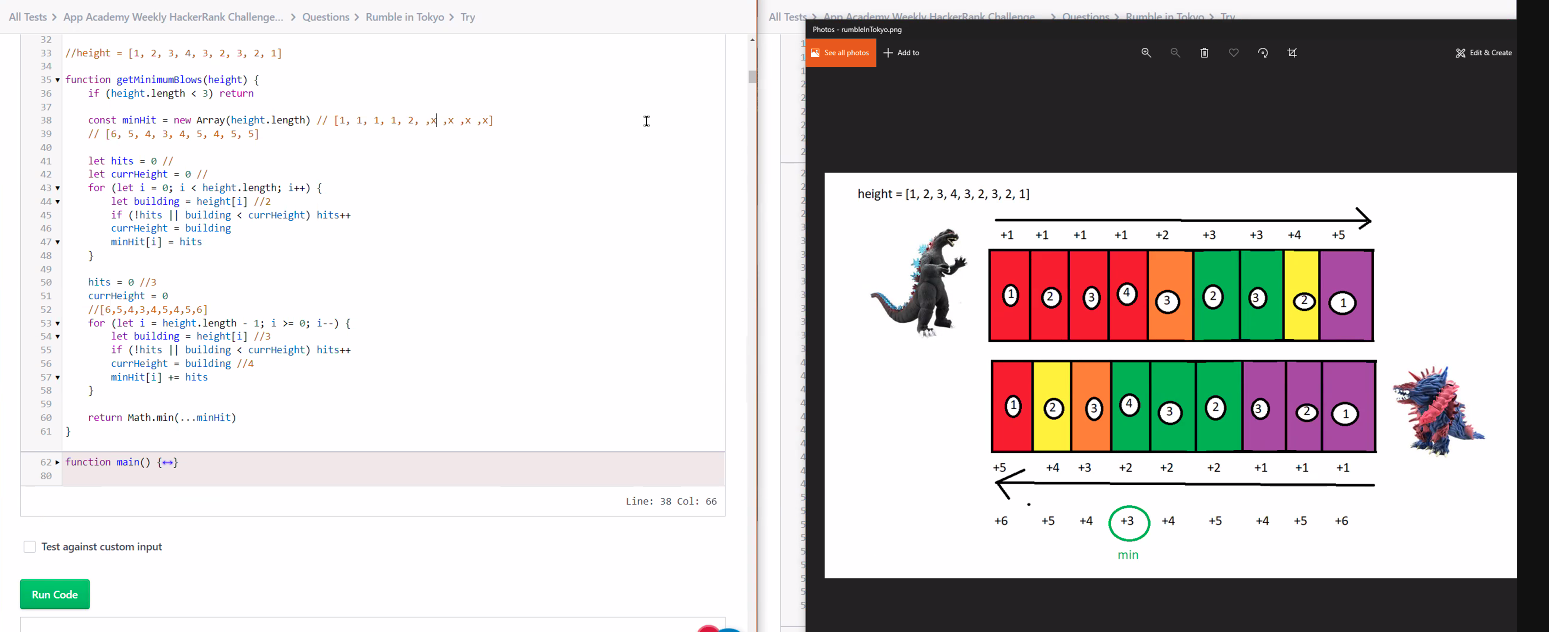 All Tests > App Academy Weekly HackerRank Challenge... > Questions > Rumble in Tokyo > Try
32
33 //height = [1, 2, 3, 4, 3, 2, 3, 2, 1]
34
35 function getMinimumBlows(height) {
36 if (height.length < 3) return
37
38 const minHit = new Array(height.length) // [1, 1, 1, 1, 2, ,x ,x ,x ,x]
39 // [6, 5, 4, 3, 4, 5, 4, 5, 5]
40
41 let hits = 0 //
42 let currHeight = 0 //
43 for (let i = 0; i < height.length; i++) {
44 let building = height[i] //2
45 if (!hits || building < currHeight) hits++
46 currHeight = building
47 minHit[i] = hits
48 }
49
50 hits = 0 //3
51 currHeight = 0
52 //[6,5,4,3,4,5,4,5,6]
53 for (let i = height.length - 1; i >= 0; i--) {
54 let building = height[i] //3
55 if (!hits || building < currHeight) hits++
56 currHeight = building //4
57 minHit[i] += hits
58 }
59
60 return Math.min(...minHit)
61 }
62 function main() {↔}
80
Line: 38 Col: 66
Test against custom input
Run Code
All Tests > App Academy Weekly HackerRank Challenge... > Questions > Rumble in Tokyo > Try
Photos - rumbleInTokyo.png
See all photos + Add to Edit & Create
height = [1, 2, 3, 4, 3, 2, 3, 2, 1]
+1 +1 +1 +1 +2 +3 +3 +4 +5
1 2 3 4 3 2 3 2 1
1 2 3 4 3 2 3 2 1
+5 +4 +3 +2 +2 +2 +1 +1 +1
+6 +5 +4 +3 +4 +5 +4 +5 +6
min